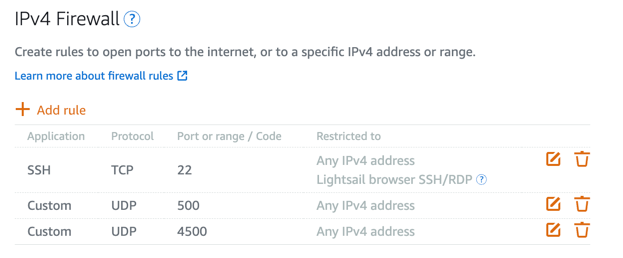 IPv4 Firewall ?
Create rules to open ports to the internet, or to a specific IPv4 address or range.
Learn more about firewall rules
+ Add rule
Application Protocol Port or range / Code Restricted to
SSH TCP 22 Any IPv4 address
Lightsail browser SSH/RDP ?
Custom UDP 500 Any IPv4 address
Custom UDP 4500 Any IPv4 address